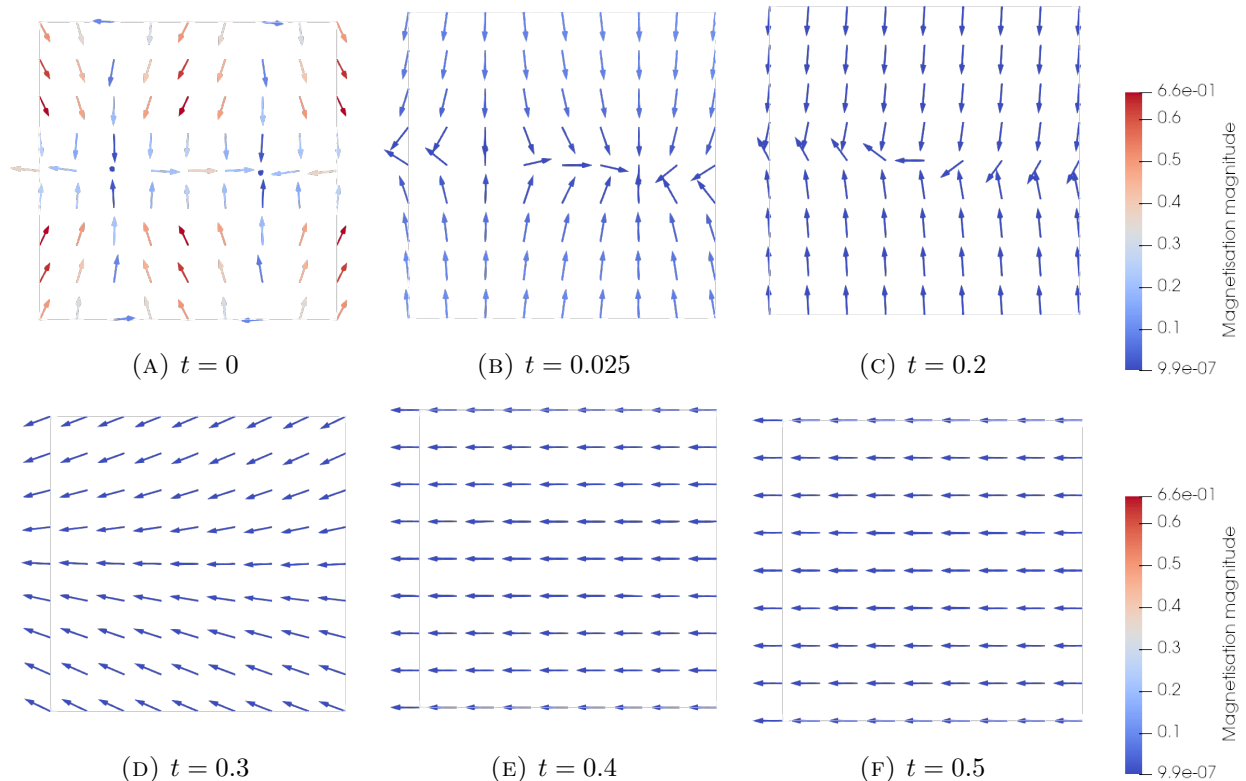 6.6e-01
0.6
0.5
0.4
0.3
0.2
0.1
9.9e-07
Magnetisation magnitude
(A) t = 0
(B) t = 0.025
(C) t = 0.2
6.6e-01
0.6
0.5
0.4
0.3
0.2
0.1
9.9e-07
Magnetisation magnitude
(D) t = 0.3
(E) t = 0.4
(F) t = 0.5